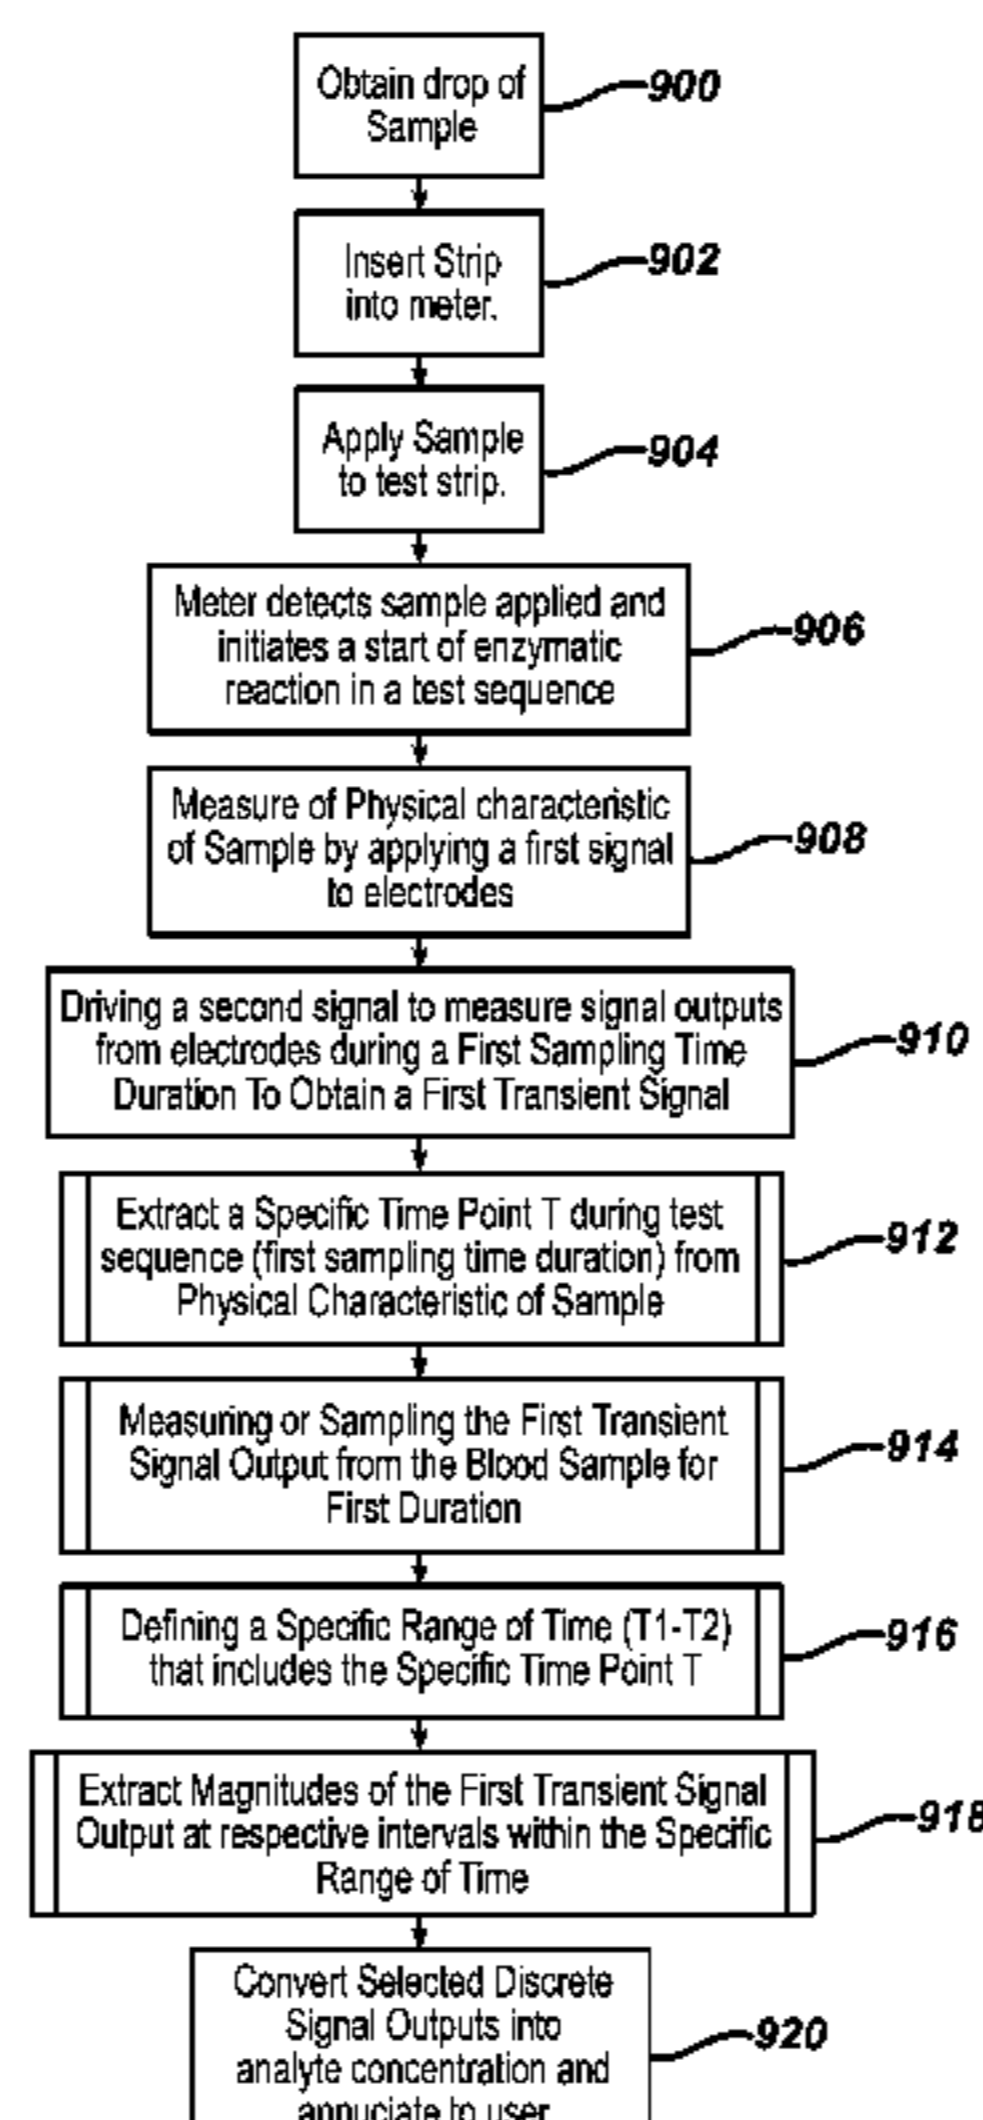 Obtain drop of
Sample
900
Insert Strip
into meter.
902
Apply Sample
to test strip.
904
Meter detects sample applied and
initiates a start of enzymatic
reaction in a test sequence
906
Measure of Physical characteristic
of Sample by applying a first signal
to electrodes
908
Driving a second signal to measure signal outputs
from electrodes during a First Sampling Time
Duration To Obtain a First Transient Signal
910
Extract a Specific Time Point T during test
sequence (first sampling time duration) from
Physical Characteristic of Sample
912
Measuring or Sampling the First Transient
Signal Output from the Blood Sample for
First Duration
914
Defining a Specific Range of Time (T1-T2)
that includes the Specific Time Point T
916
Extract Magnitudes of the First Transient Signal
Output at respective intervals within the Specific
Range of Time
918
Convert Selected Discrete
Signal Outputs into
analyte concentration and
annuciate to user
920